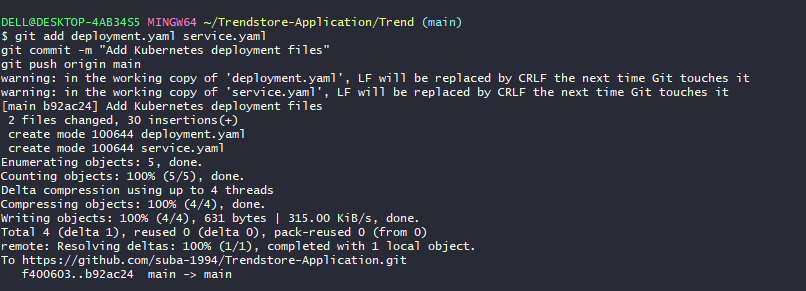 DELL@DESKTOP-4AB34S5 MINGW64 ~/Trendstore-Application/Trend (main)
$ git add deployment.yaml service.yaml
git commit -m "Add Kubernetes deployment files"
git push origin main
warning: in the working copy of 'deployment.yaml', LF will be replaced by CRLF the next time Git touches it
warning: in the working copy of 'service.yaml', LF will be replaced by CRLF the next time Git touches it
[main b92ac24] Add Kubernetes deployment files
 2 files changed, 30 insertions(+)
 create mode 100644 deployment.yaml
 create mode 100644 service.yaml
Enumerating objects: 5, done.
Counting objects: 100% (5/5), done.
Delta compression using up to 4 threads
Compressing objects: 100% (4/4), done.
Writing objects: 100% (4/4), 631 bytes | 315.00 KiB/s, done.
Total 4 (delta 1), reused 0 (delta 0), pack-reused 0 (from 0)
remote: Resolving deltas: 100% (1/1), completed with 1 local object.
To https://github.com/suba-1994/Trendstore-Application.git
   f400603..b92ac24  main -> main